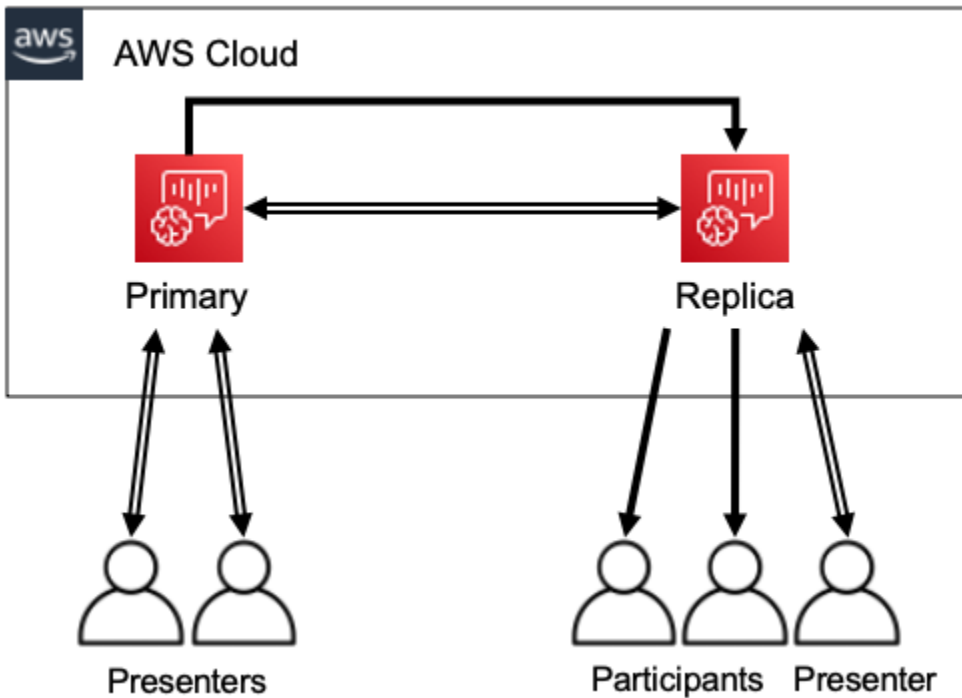 aws
AWS Cloud
Primary
Replica
Presenters
Participants
Presenter